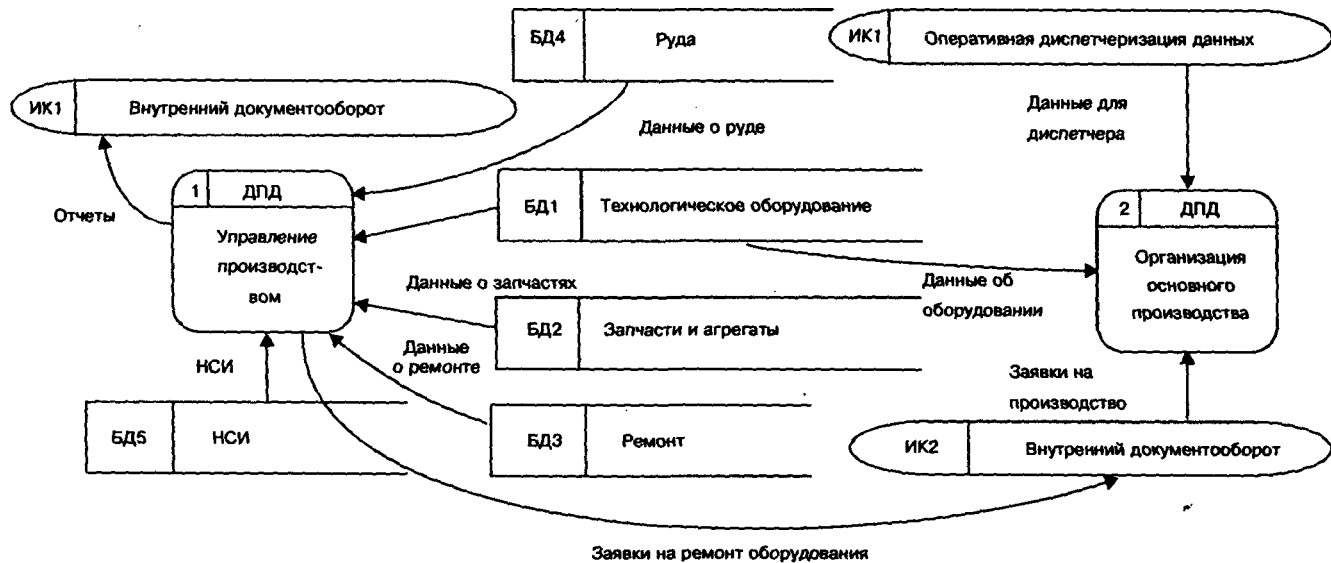 БД4
Руда
ИК1
Оперативная диспетчеризация данных
ИК1
Внутренний документооборот
Данные о руде
Данные для
диспетчера
Отчеты
1
ДПД
Управление
производст-
вом
БД1
Технологическое оборудование
2
ДПД
Организация
основного
производства
Данные о запчастях
Данные об
оборудовании
БД2
Запчасти и агрегаты
НСИ
Данные
о ремонте
Заявки на
производство
БД5
НСИ
БД3
Ремонт
ИК2
Внутренний документооборот
Заявки на ремонт оборудования